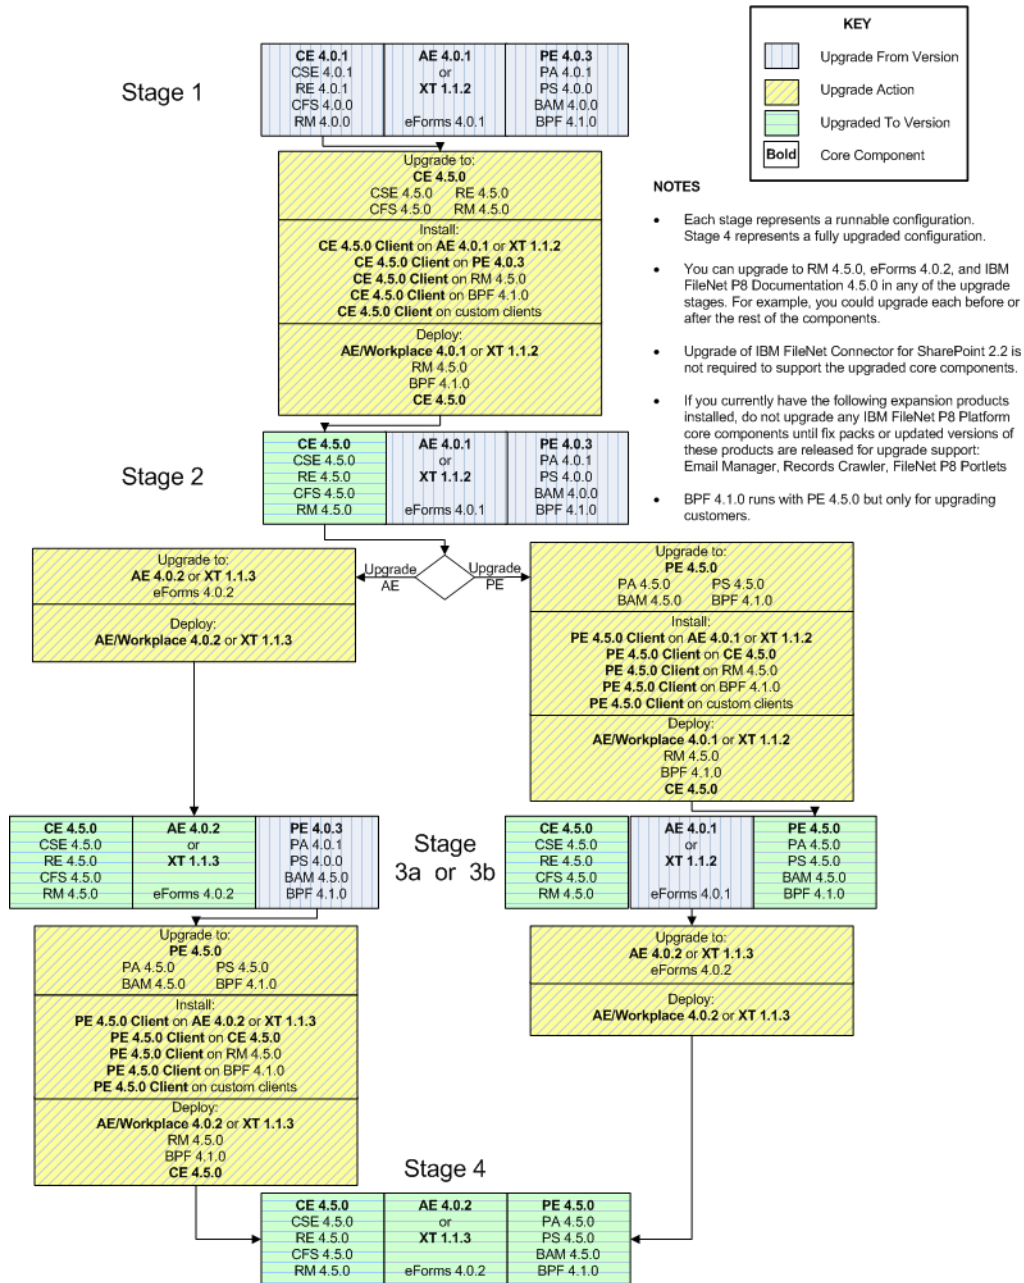 KEY
Upgrade From Version
Upgrade Action
Upgraded To Version
Bold Core Component
Stage 1
CE 4.0.1
CSE 4.0.1
RE 4.0.1
CFS 4.0.0
RM 4.0.0
AE 4.0.1
or
XT 1.1.2
eForms 4.0.1
PE 4.0.3
PA 4.0.1
PS 4.0.0
BAM 4.0.0
BPF 4.1.0
Upgrade to:
CE 4.5.0
CSE 4.5.0 RE 4.5.0
CFS 4.5.0 RM 4.5.0
Install:
CE 4.5.0 Client on AE 4.0.1 or XT 1.1.2
CE 4.5.0 Client on PE 4.0.3
CE 4.5.0 Client on RM 4.5.0
CE 4.5.0 Client on BPF 4.1.0
CE 4.5.0 Client on custom clients
Deploy:
AE/Workplace 4.0.1 or XT 1.1.2
RM 4.5.0
BPF 4.1.0
CE 4.5.0
NOTES
• Each stage represents a runnable configuration.
Stage 4 represents a fully upgraded configuration.
• You can upgrade to RM 4.5.0, eForms 4.0.2, and IBM
FileNet P8 Documentation 4.5.0 in any of the upgrade
stages. For example, you could upgrade each before or
after the rest of the components.
• Upgrade of IBM FileNet Connector for SharePoint 2.2 is
not required to support the upgraded core components.
• If you currently have the following expansion products
installed, do not upgrade any IBM FileNet P8 Platform
core components until fix packs or updated versions of
these products are released for upgrade support:
Email Manager, Records Crawler, FileNet P8 Portlets
• BPF 4.1.0 runs with PE 4.5.0 but only for upgrading
customers.
Stage 2
CE 4.5.0
CSE 4.5.0
RE 4.5.0
CFS 4.5.0
RM 4.5.0
AE 4.0.1
or
XT 1.1.2
eForms 4.0.1
PE 4.0.3
PA 4.0.1
PS 4.0.0
BAM 4.0.0
BPF 4.1.0
Upgrade
AE
Upgrade
PE
Upgrade to:
AE 4.0.2 or XT 1.1.3
eForms 4.0.2
Deploy:
AE/Workplace 4.0.2 or XT 1.1.3
Upgrade to:
PE 4.5.0
PA 4.5.0 PS 4.5.0
BAM 4.5.0 BPF 4.1.0
Install:
PE 4.5.0 Client on AE 4.0.1 or XT 1.1.2
PE 4.5.0 Client on CE 4.5.0
PE 4.5.0 Client on RM 4.5.0
PE 4.5.0 Client on BPF 4.1.0
PE 4.5.0 Client on custom clients
Deploy:
AE/Workplace 4.0.1 or XT 1.1.2
RM 4.5.0
BPF 4.1.0
CE 4.5.0
Stage
3a or 3b
CE 4.5.0
CSE 4.5.0
RE 4.5.0
CFS 4.5.0
RM 4.5.0
AE 4.0.2
or
XT 1.1.3
eForms 4.0.2
PE 4.0.3
PA 4.0.1
PS 4.0.0
BAM 4.5.0
BPF 4.1.0
CE 4.5.0
CSE 4.5.0
RE 4.5.0
CFS 4.5.0
RM 4.5.0
AE 4.0.1
or
XT 1.1.2
eForms 4.0.1
PE 4.5.0
PA 4.5.0
PS 4.5.0
BAM 4.5.0
BPF 4.1.0
Upgrade to:
PE 4.5.0
PA 4.5.0 PS 4.5.0
BAM 4.5.0 BPF 4.1.0
Install:
PE 4.5.0 Client on AE 4.0.2 or XT 1.1.3
PE 4.5.0 Client on CE 4.5.0
PE 4.5.0 Client on RM 4.5.0
PE 4.5.0 Client on BPF 4.1.0
PE 4.5.0 Client on custom clients
Deploy:
AE/Workplace 4.0.2 or XT 1.1.3
RM 4.5.0
BPF 4.1.0
CE 4.5.0
Upgrade to:
AE 4.0.2 or XT 1.1.3
eForms 4.0.2
Deploy:
AE/Workplace 4.0.2 or XT 1.1.3
Stage 4
CE 4.5.0
CSE 4.5.0
RE 4.5.0
CFS 4.5.0
RM 4.5.0
AE 4.0.2
or
XT 1.1.3
eForms 4.0.2
PE 4.5.0
PA 4.5.0
PS 4.5.0
BAM 4.5.0
BPF 4.1.0